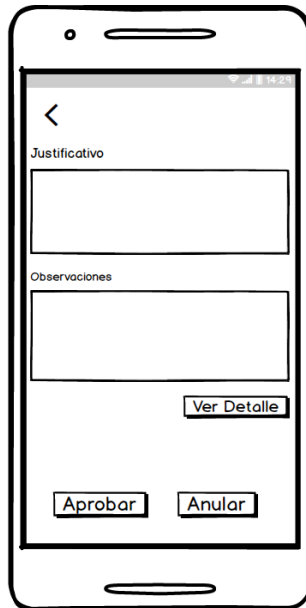 14:29
Justificativo
Observaciones
Ver Detalle
Aprobar Anular